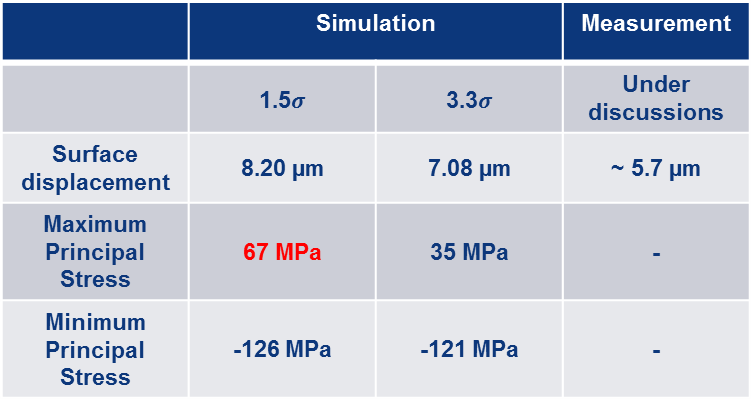 Simulation Measurement
1.5σ 3.3σ Under
discussions
Surface
displacement 8.20 µm 7.08 µm ~ 5.7 µm
Maximum
Principal
Stress 67 MPa 35 MPa -
Minimum
Principal
Stress -126 MPa -121 MPa -